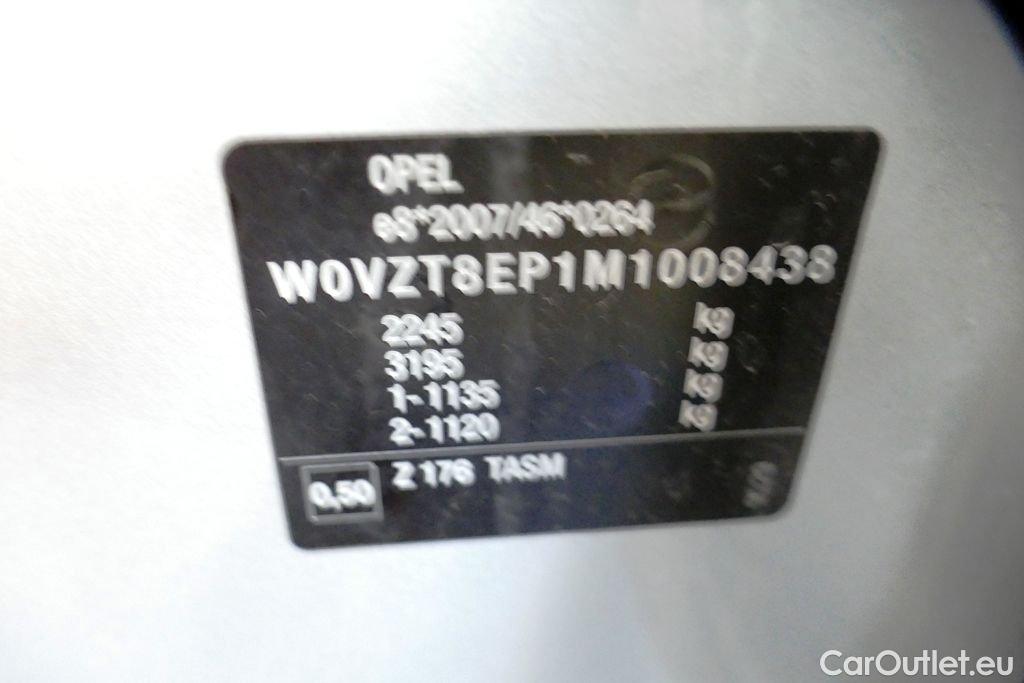 OPEL
e8*2007/46*0264
W0VZT8EP1M1008438
2245 kg
3195 kg
1-1135 kg
2-1120 kg
0,50 Z 176 TASM
CarOutlet.eu